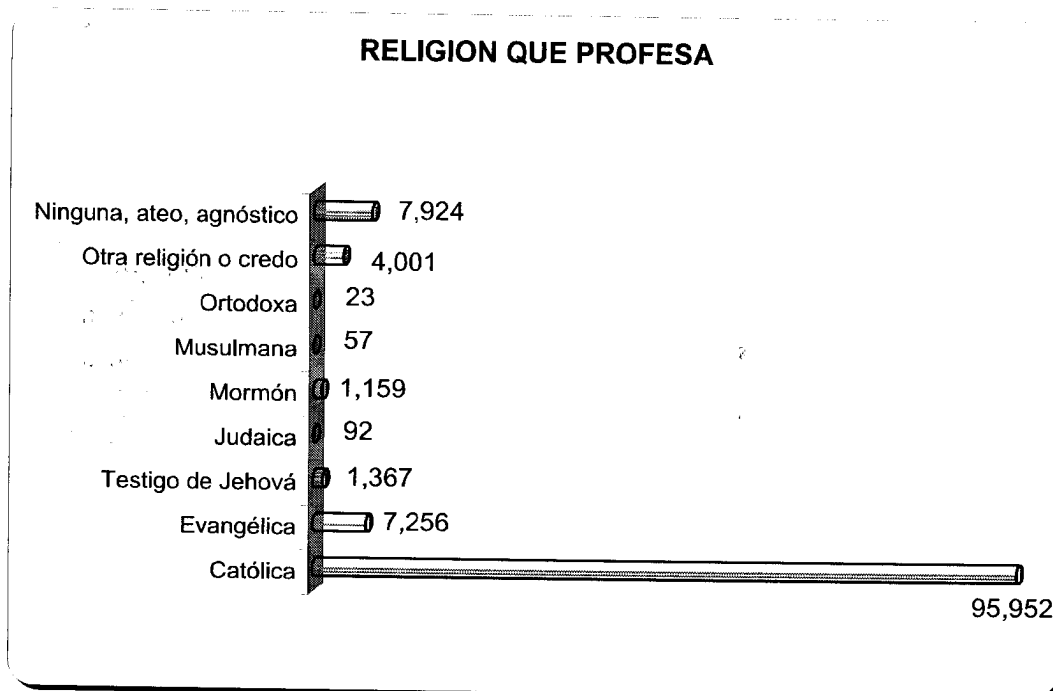 RELIGION QUE PROFESA
Ninguna, ateo, agnóstico 7,924
Otra religión o credo 4,001
Ortodoxa 23
Musulmana 57
Mormón 1,159
Judaica 92
Testigo de Jehová 1,367
Evangélica 7,256
Católica
95,952